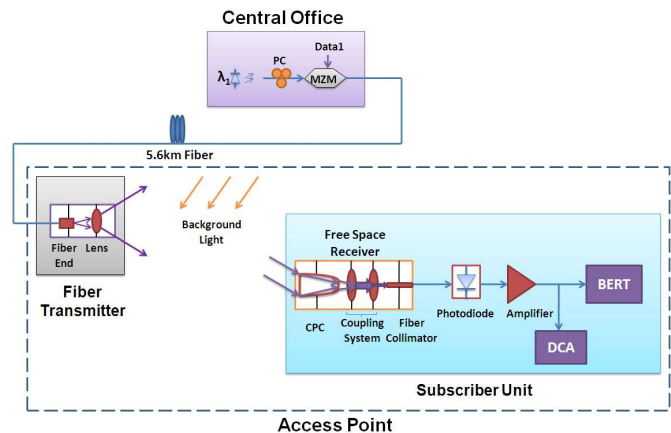 Central Office
Data1
PC
λ1
MZM
5.6km Fiber
Background
Light
Fiber
End
Lens
Fiber
Transmitter
Free Space
Receiver
CPC
Coupling
System
Fiber
Collimator
Photodiode
Amplifier
BERT
DCA
Subscriber Unit
Access Point